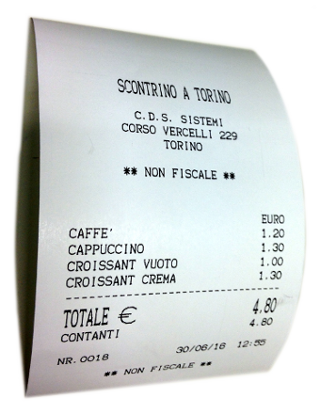 SCONTRINO A TORINO
C.D.S. SISTEMI
CORSO VERCELLI 229
TORINO
** NON FISCALE **
EURO
CAFFE' 1.20
CAPPUCCINO 1.30
CROISSANT VUOTO 1.00
CROISSANT CREMA 1.30
TOTALE € 4.80
CONTANTI 4.80
NR.0018 30/06/16 12:55
** NON FISCALE **